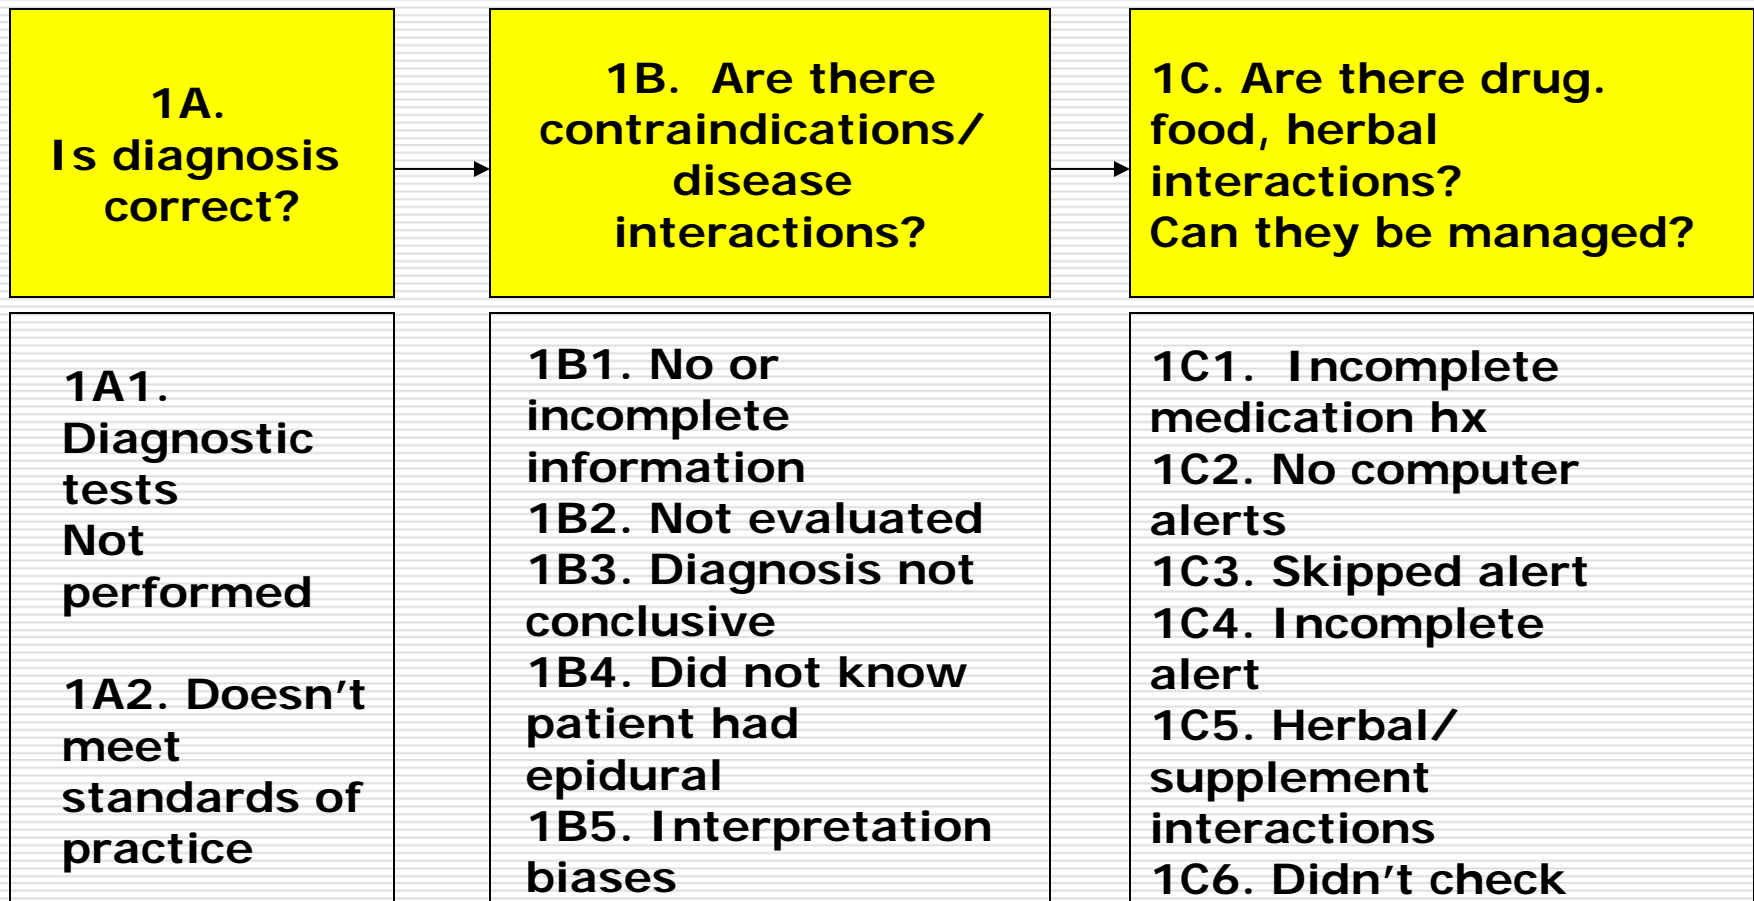 1A.
Is diagnosis
correct?
1B. Are there
contraindications/
disease
interactions?
1C. Are there drug.
food, herbal
interactions?
Can they be managed?
1A1.
Diagnostic
tests
Not
performed
1A2. Doesn't
meet
standards of
practice
1B1. No or
incomplete
information
1B2. Not evaluated
1B3. Diagnosis not
conclusive
1B4. Did not know
patient had
epidural
1B5. Interpretation
biases
1C1. Incomplete
medication hx
1C2. No computer
alerts
1C3. Skipped alert
1C4. Incomplete
alert
1C5. Herbal/
supplement
interactions
1C6. Didn't check